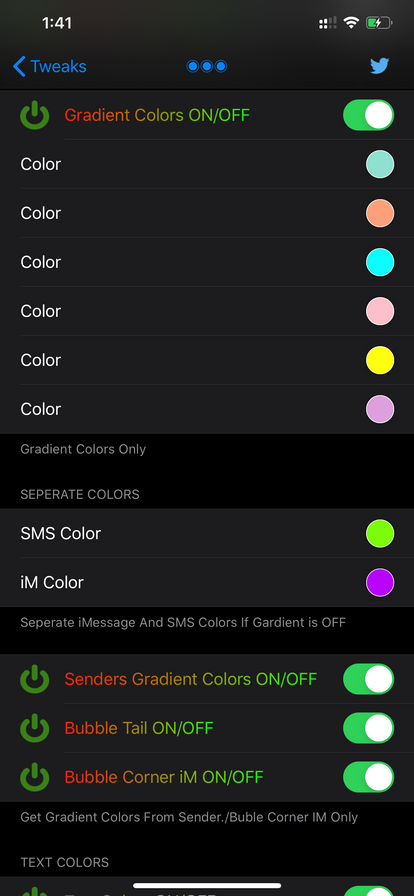 1:41
Tweaks
Gradient Colors ON/OFF
Color
Color
Color
Color
Color
Color
Gradient Colors Only
SEPERATE COLORS
SMS Color
iM Color
Seperate iMessage And SMS Colors If Gardient is OFF
Senders Gradient Colors ON/OFF
Bubble Tail ON/OFF
Bubble Corner iM ON/OFF
Get Gradient Colors From Sender./Buble Corner IM Only
TEXT COLORS